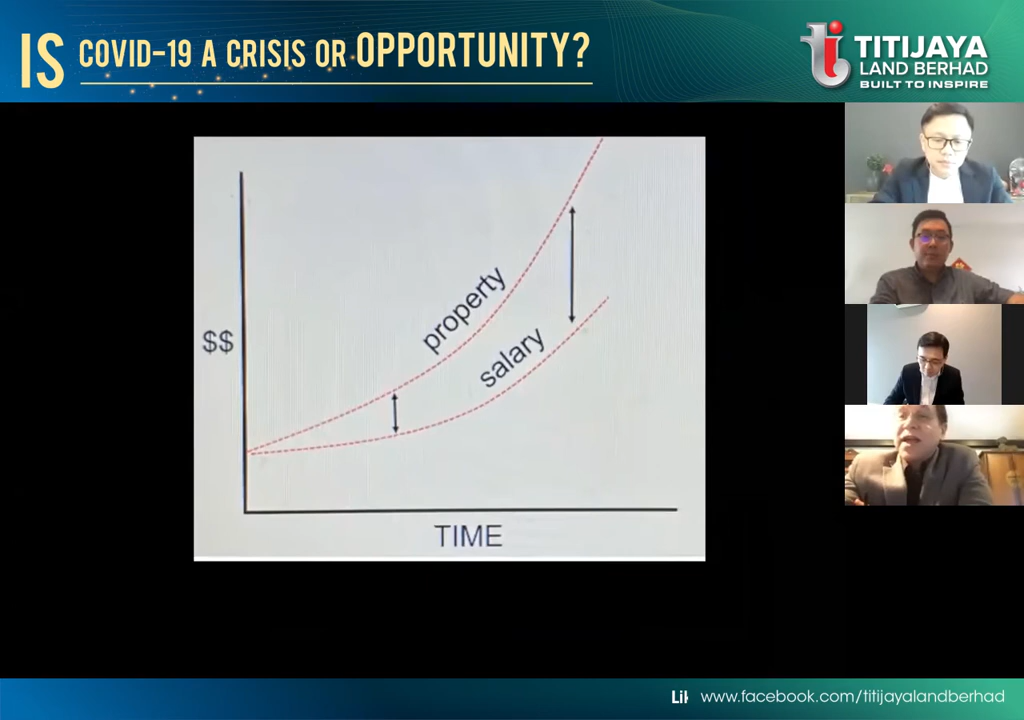 IS COVID-19 A CRISIS OR OPPORTUNITY?
TITIJAYA
LAND BERHAD
BUILT TO INSPIRE
property
salary
$$
TIME
Lik www.facebook.com/titijayalandberhad